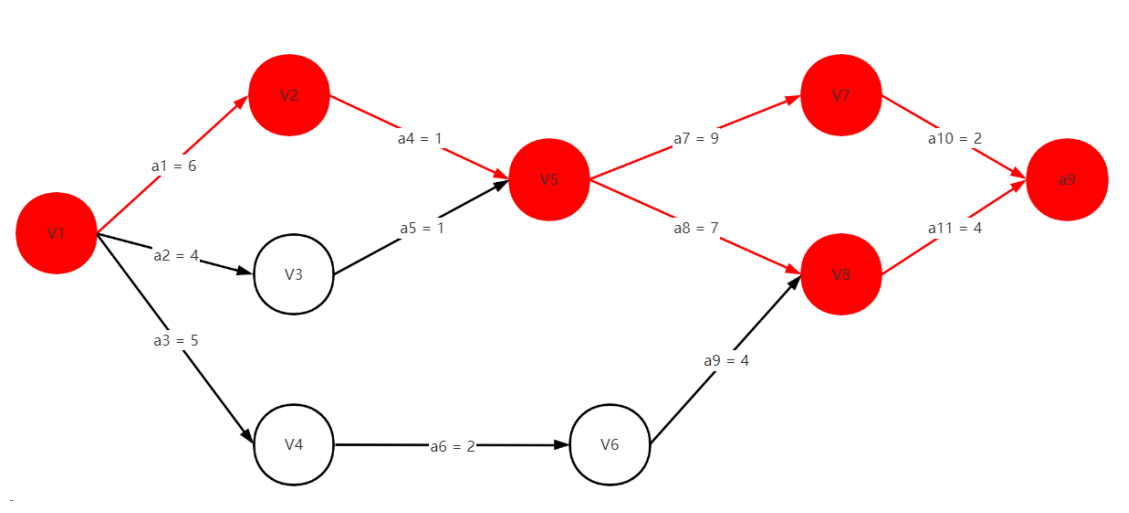 V2
V7
a4 = 1
a7 = 9
a10 = 2
a1 = 6
V5
a9
V1
a5 = 1
a8 = 7
a11 = 4
a2 = 4
V3
V8
a3 = 5
a9 = 4
V4
a6 = 2
V6